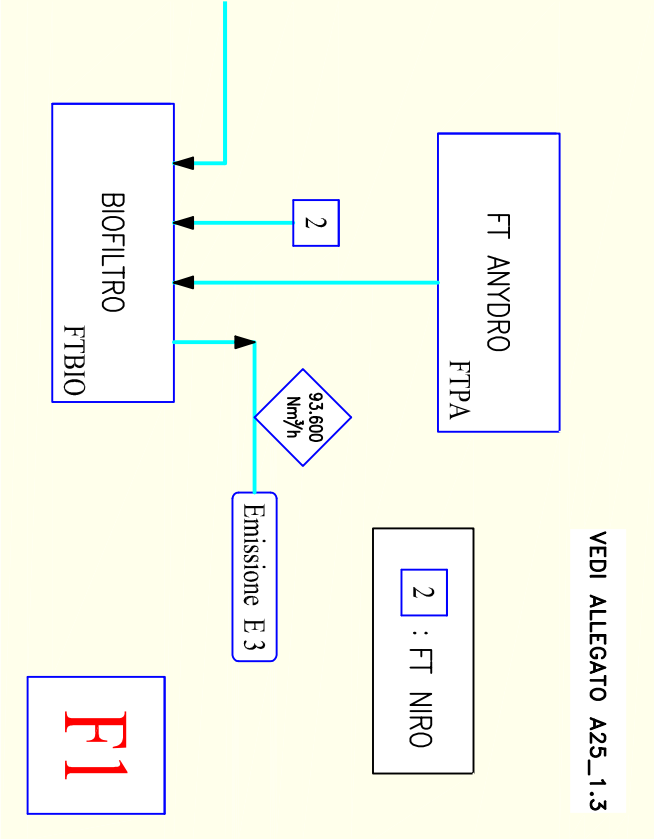 VEDI ALLEGATO A25_1.3
FT ANYDRO
FTPA
2 : FT NIRO
2
93.600
Nm³/h
Emissione E 3
BIOFILTRO
FTBIO
F1